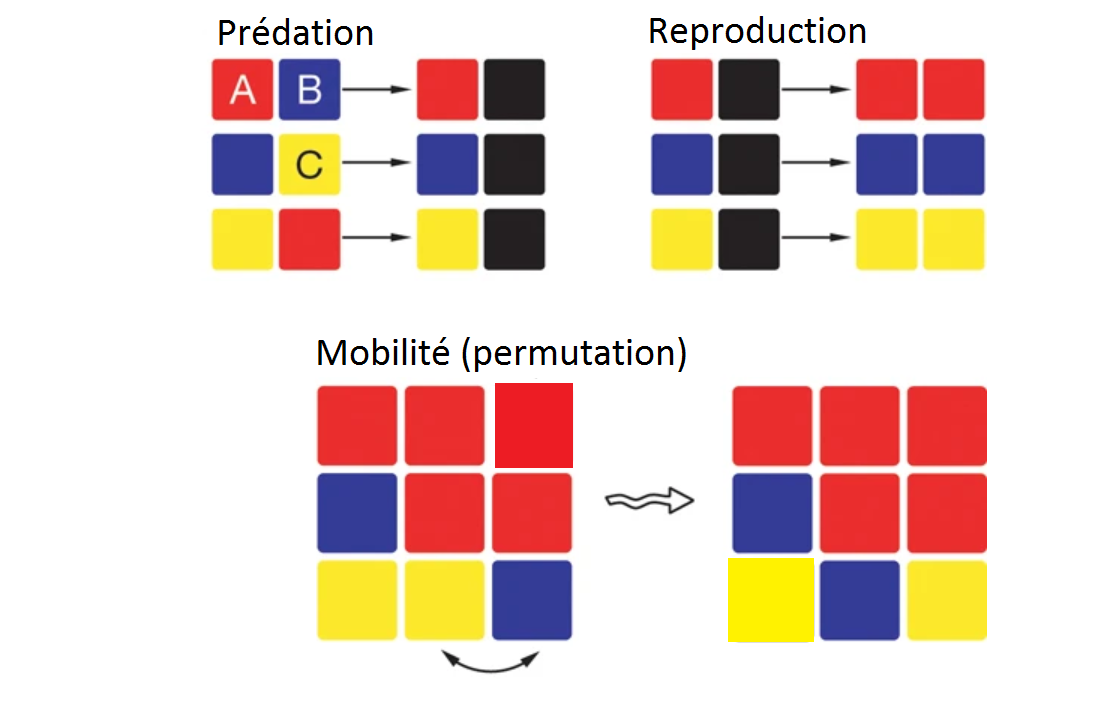 Prédation
Reproduction
A B
C
Mobilité (permutation)